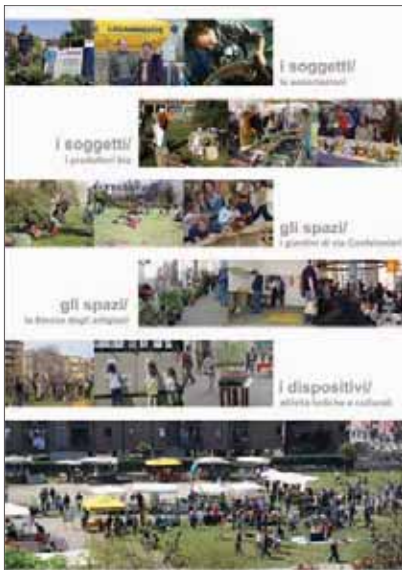 LEGAMBIENTE
i soggetti/
le associazioni
i soggetti/
i produttori bio
gli spazi/
i giardini di via Confalonieri
gli spazi/
la Stecca degli artigiani
i dispositivi/
attività ludiche e culturali